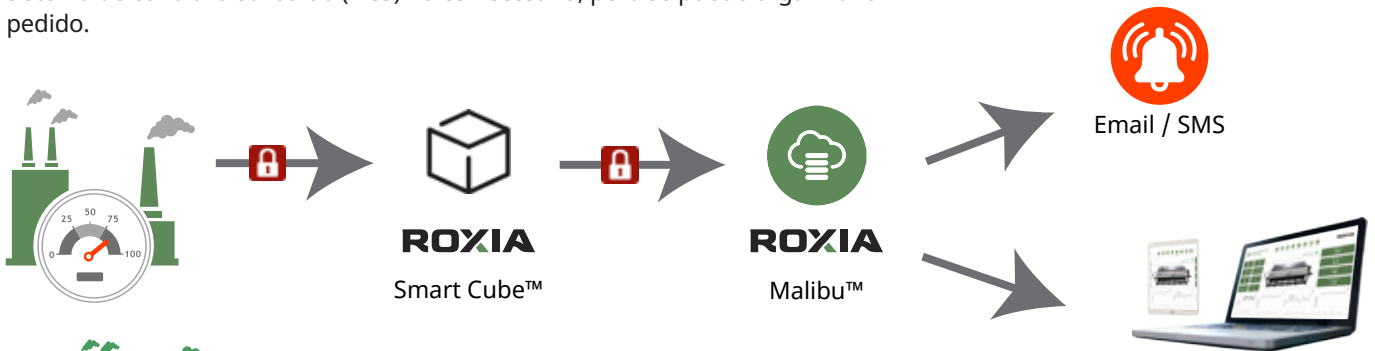 pedido.
25
50
75
0
100
Email / SMS
ROXIA
Smart Cube™
ROXIA
Malibu™